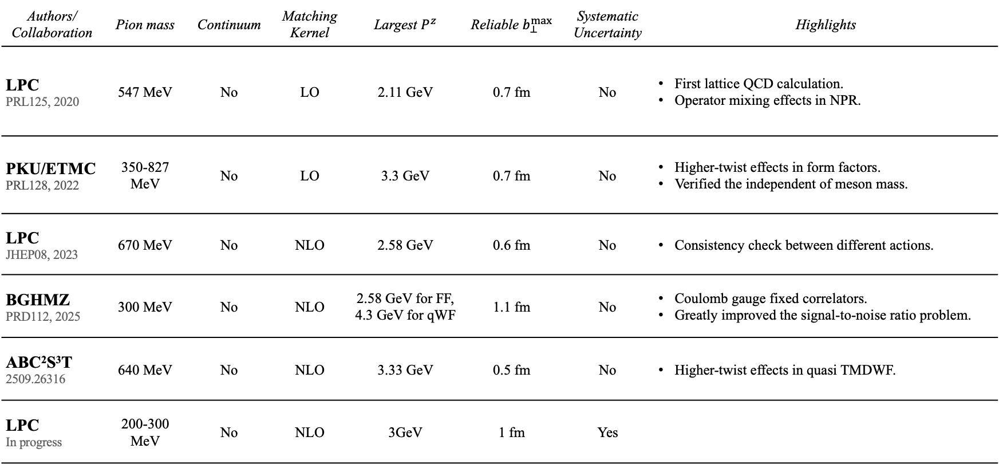 Authors/ Collaboration Pion mass Continuum Matching Kernel Largest P^z Reliable b_⊥^max Systematic Uncertainty Highlights
LPC
PRL125, 2020
547 MeV No LO 2.11 GeV 0.7 fm No
• First lattice QCD calculation.
• Operator mixing effects in NPR.
PKU/ETMC
PRL128, 2022
350-827
MeV
No LO 3.3 GeV 0.7 fm No
• Higher-twist effects in form factors.
• Verified the independent of meson mass.
LPC
JHEP08, 2023
670 MeV No NLO 2.58 GeV 0.6 fm No
• Consistency check between different actions.
BGHMZ
PRD112, 2025
300 MeV No NLO
2.58 GeV for FF,
4.3 GeV for qWF
1.1 fm No
• Coulomb gauge fixed correlators.
• Greatly improved the signal-to-noise ratio problem.
ABC²S³T
2509.26316
640 MeV No NLO 3.33 GeV 0.5 fm No
• Higher-twist effects in quasi TMDWF.
LPC
In progress
200-300
MeV
No NLO 3GeV 1 fm Yes